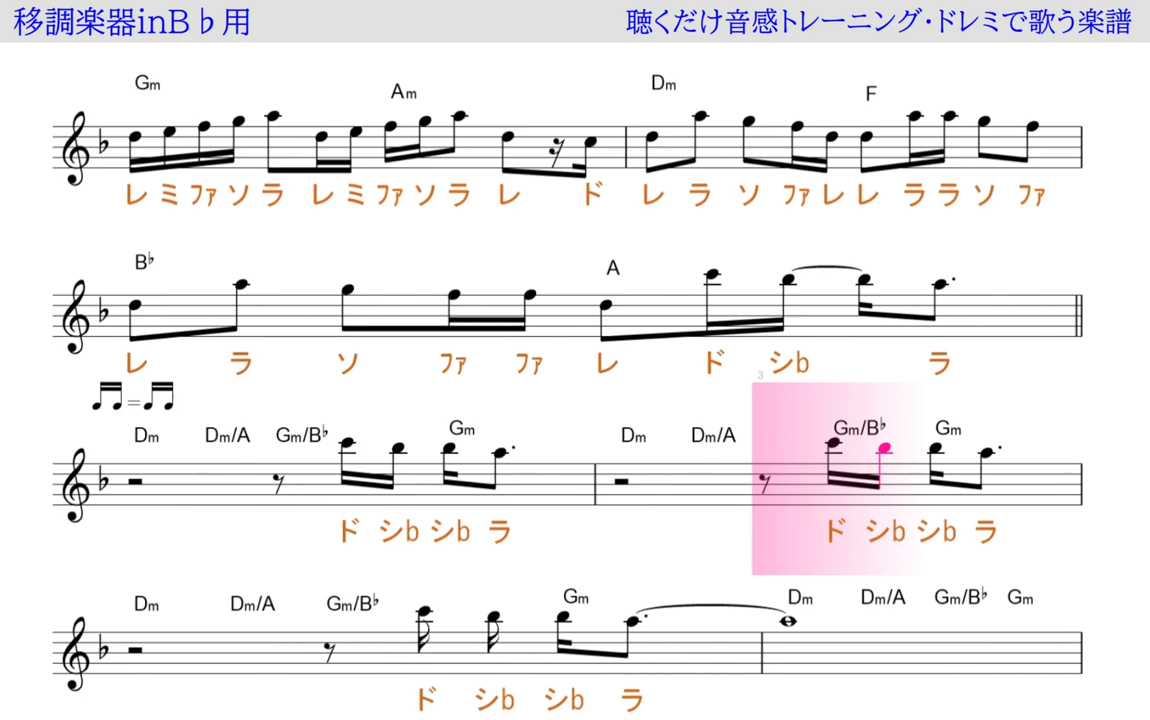 移調楽器inB♭用 聴くだけ音感トレーニング・ドレミで歌う楽譜
Gm Am Dm F
レ ミ ファ ソ ラ レ ミ ファ ソ ラ レ ド レ ラ ソ ファ レ レ ラ ラ ソ ファ
B♭ A
レ ラ ソ ファ ファ レ ド シb ラ
3
=
Dm Dm/A Gm/B♭ Gm Dm Dm/A Gm/B♭ Gm
ド シb シb ラ ド シb シb ラ
Dm Dm/A Gm/B♭ Gm Dm Dm/A Gm/B♭ Gm
ド シb シb ラ